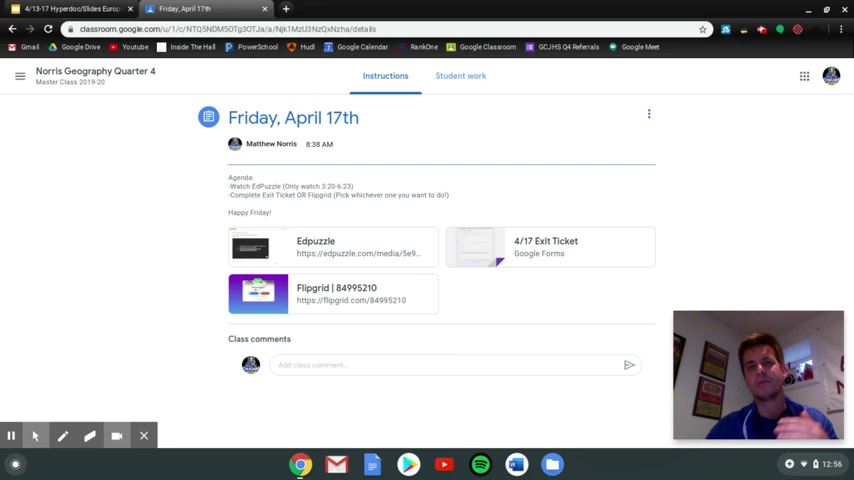 4/13-17 Hyperdoc/Slides Europ
Friday, April 17th
classroom.google.com/u/1/c/NTQ5NDM5OTg3OTJa/a/Njk1MzU3NzQxNzha/details
Gmail
Google Drive
Youtube
Inside The Hall
PowerSchool
Hudl
Google Calendar
RankOne
Google Classroom
GCJHS Q4 Referrals
Google Meet
Norris Geography Quarter 4
Master Class 2019-20
Instructions
Student work
Friday, April 17th
Matthew Norris 8:38 AM
Agenda:
-Watch EdPuzzle (Only watch 3:20-6:23)
-Complete Exit Ticket OR Flipgrid (Pick whichever one you want to do!)
Happy Friday!
Edpuzzle
https://edpuzzle.com/media/5e9...
4/17 Exit Ticket
Google Forms
Flipgrid | 84995210
https://flipgrid.com/84995210
Class comments
Add class comment...
12:56